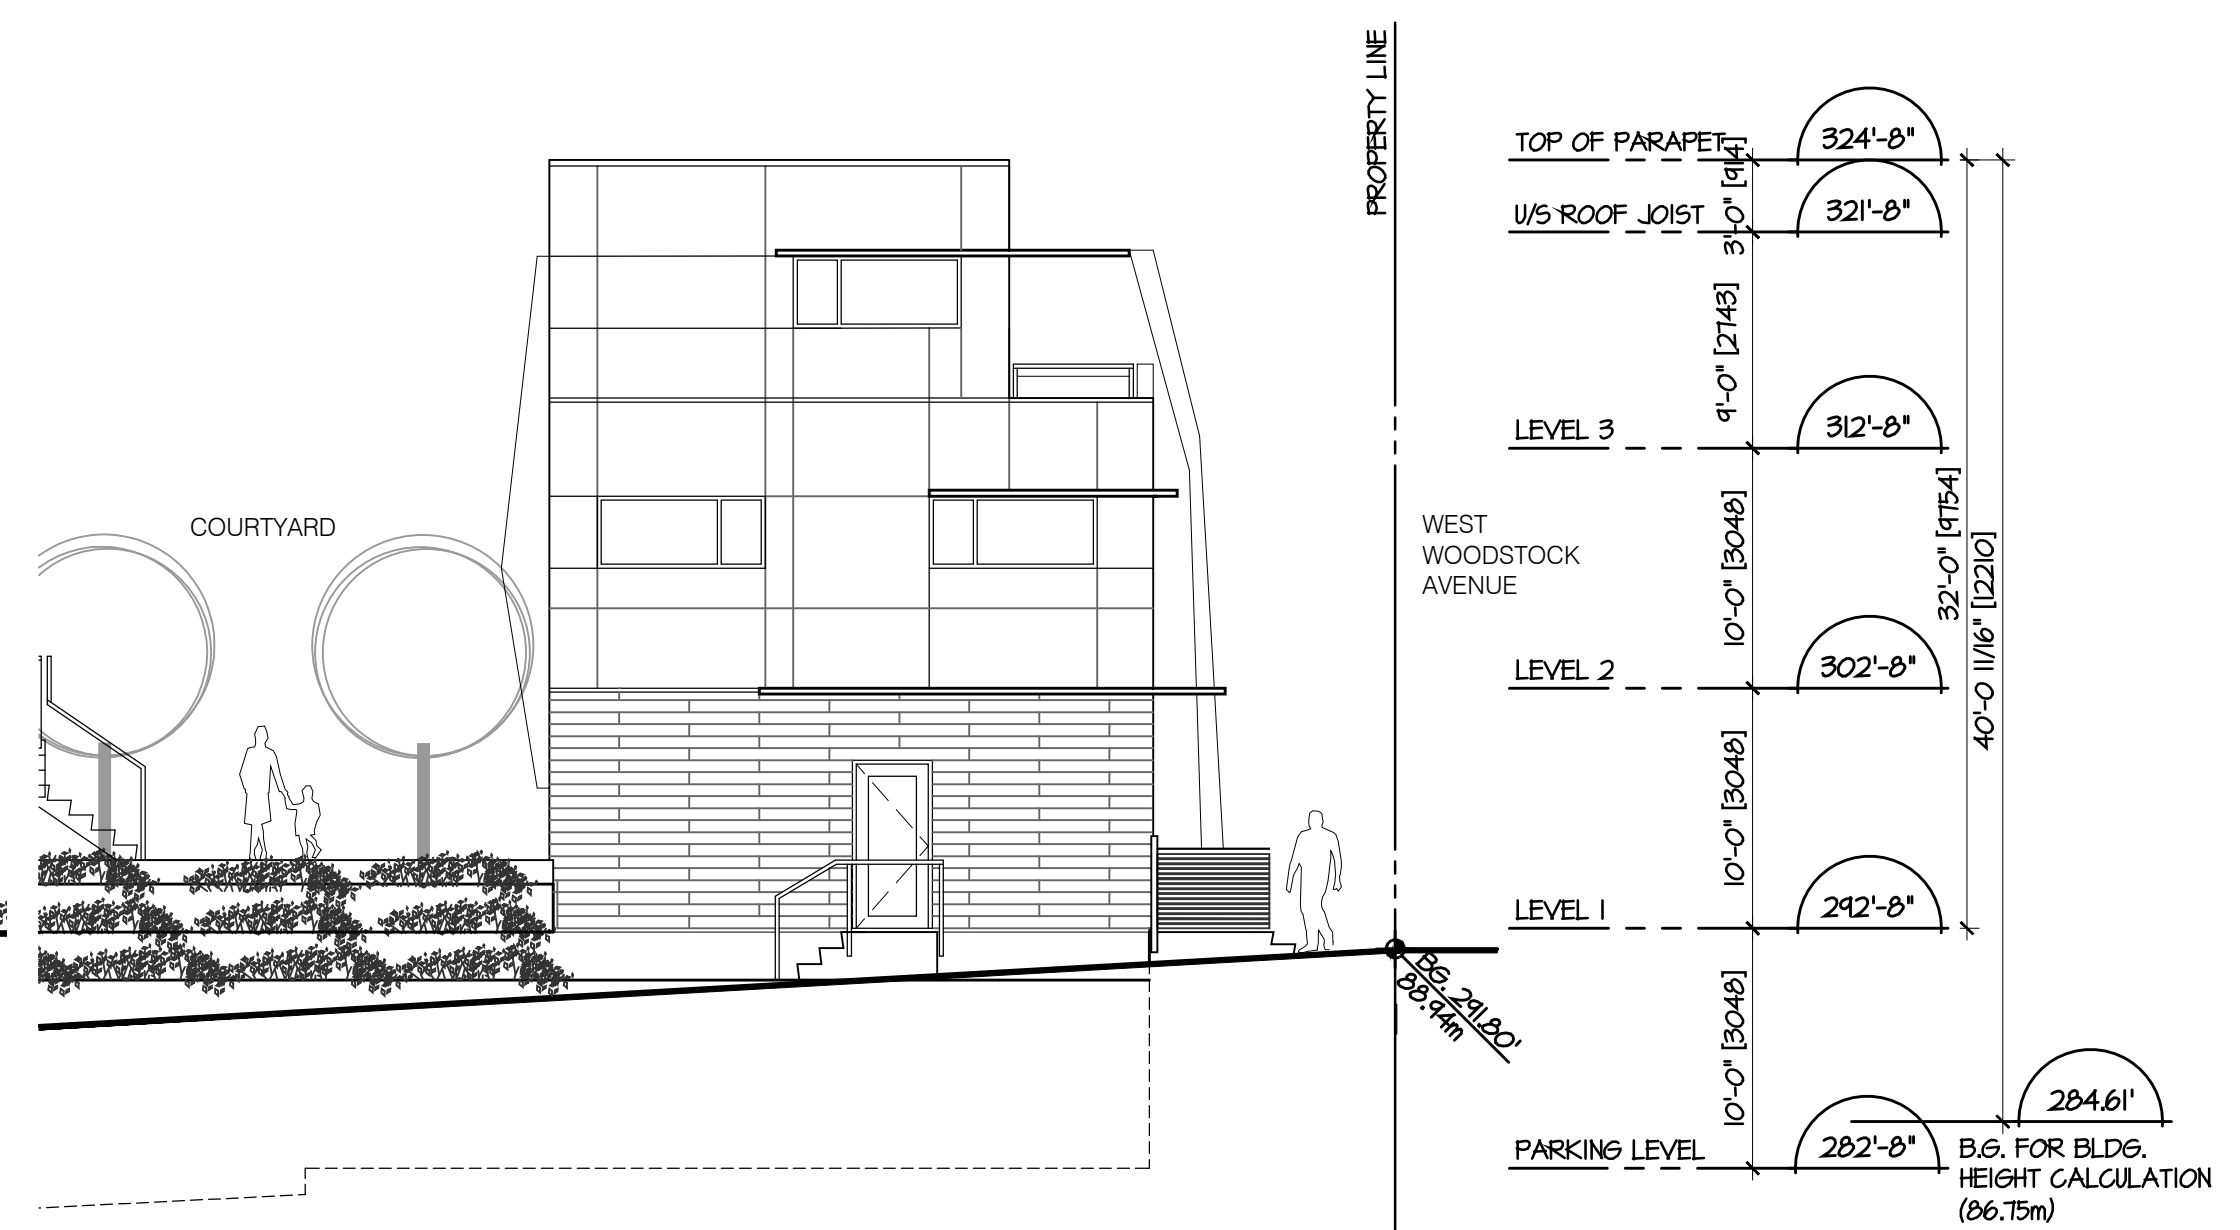 PROPERTY LINE
TOP OF PARAPET
324'-8"
3'-0" [914]
U/S ROOF JOIST
321'-8"
9'-0" [2743]
LEVEL 3
312'-8"
COURTYARD
WEST
WOODSTOCK
AVENUE
10'-0" [3048]
32'-0" [9754]
40'-0 11/16" [12210]
LEVEL 2
302'-8"
10'-0" [3048]
LEVEL 1
292'-8"
BG. 291.80'
88.94m
10'-0" [3048]
284.61'
PARKING LEVEL
282'-8"
B.G. FOR BLDG.
HEIGHT CALCULATION
(86.75m)